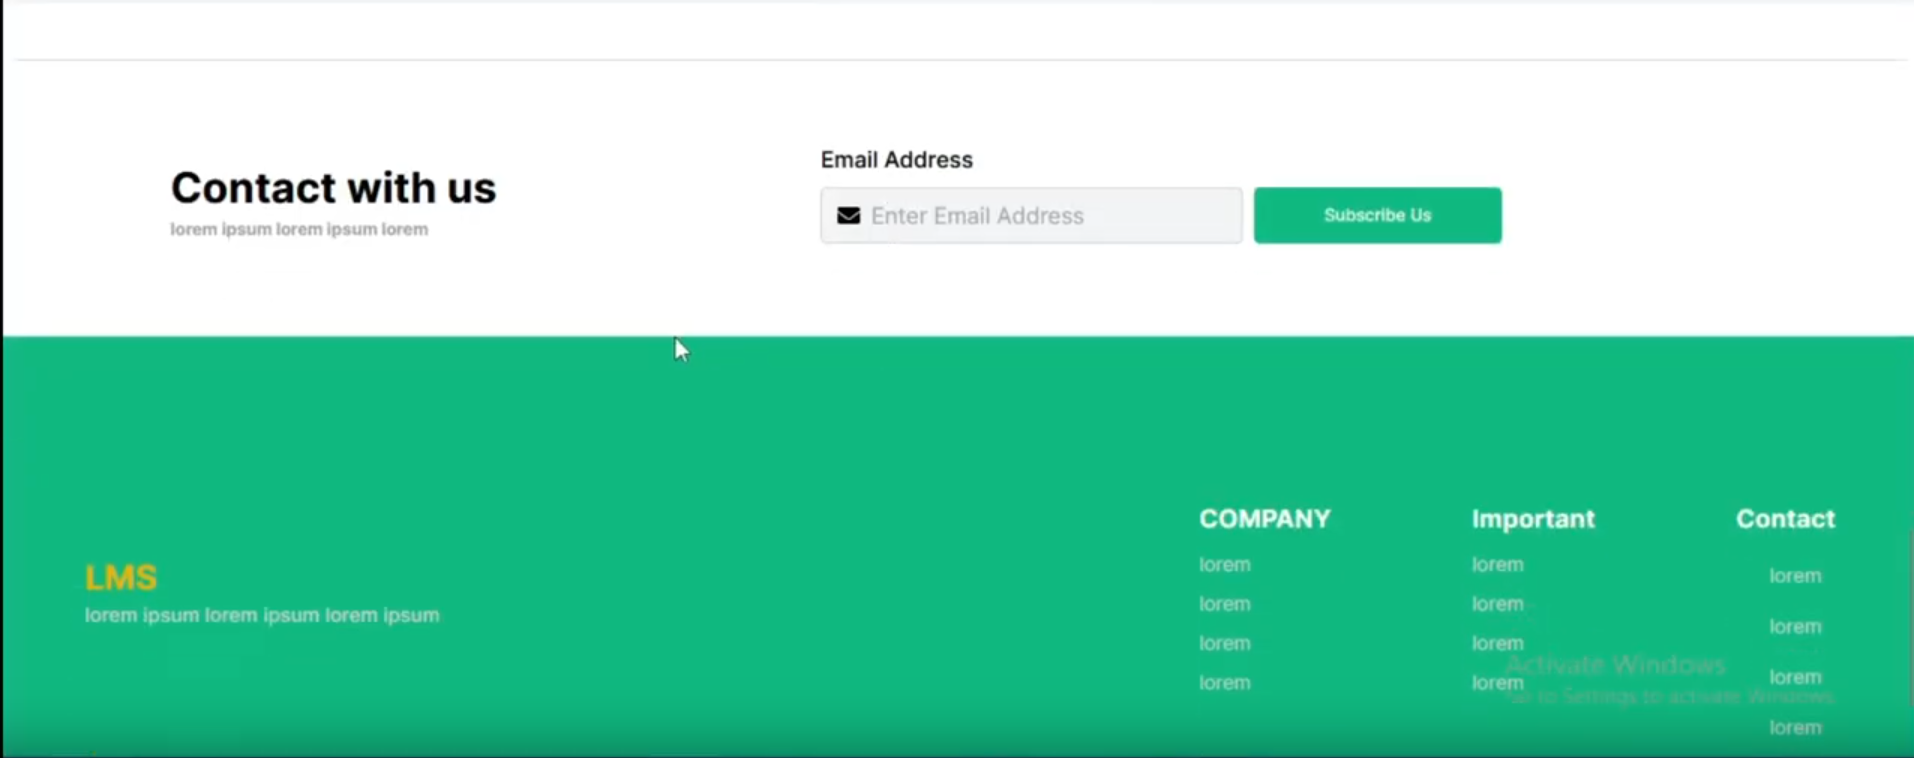 Contact with us
lorem ipsum lorem ipsum lorem
Email Address
Enter Email Address
Subscribe Us
LMS
lorem ipsum lorem ipsum lorem ipsum
COMPANY
lorem
lorem
lorem
lorem
Important
lorem
lorem
lorem
lorem
Contact
lorem
lorem
lorem
lorem
Activate Windows
Go to Settings to activate Windows.